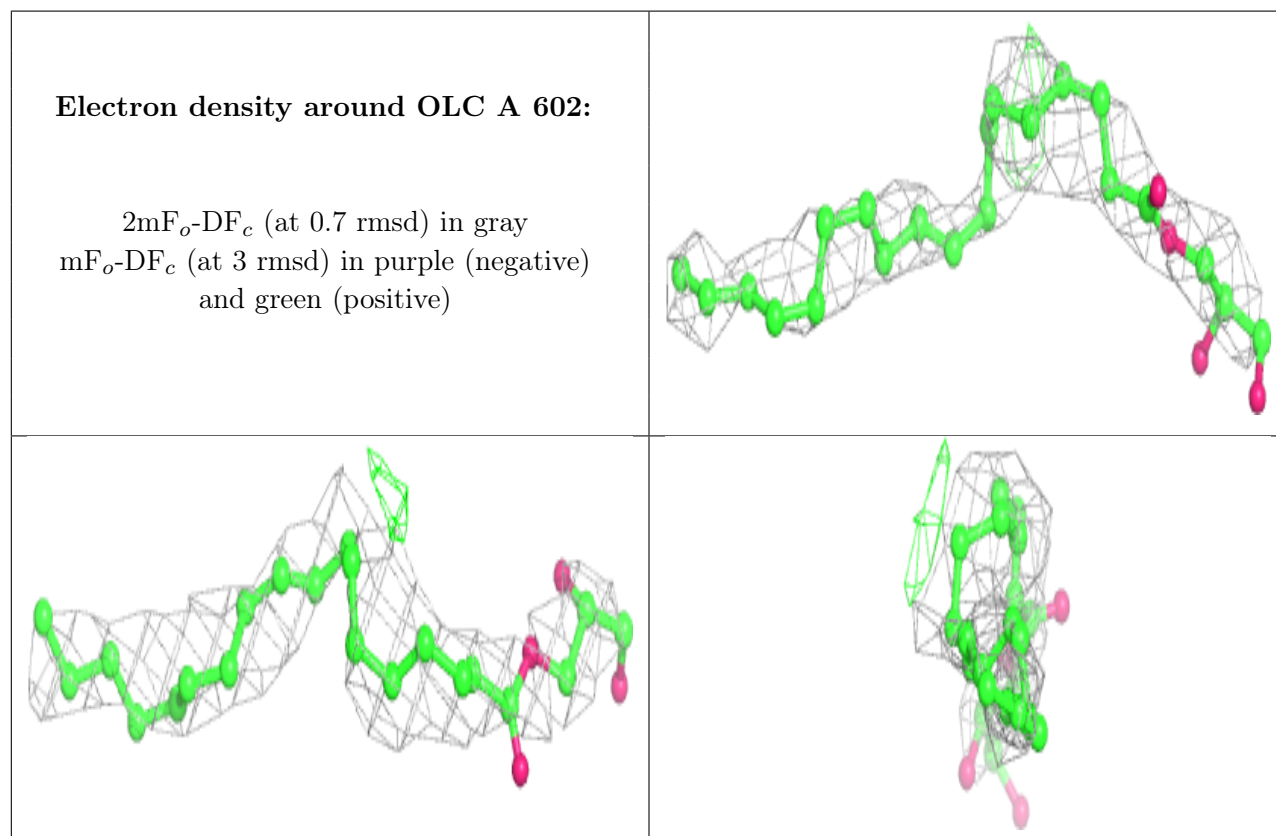 Electron density around OLC A 602:
2mFₒ-DF𝒸 (at 0.7 rmsd) in gray
mFₒ-DF𝒸 (at 3 rmsd) in purple (negative)
and green (positive)